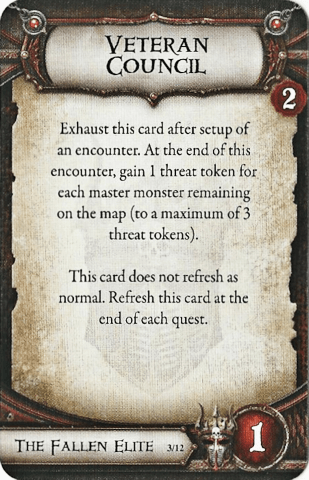 VETERAN
COUNCIL
2
Exhaust this card after setup of
an encounter. At the end of this
encounter, gain 1 threat token for
each master monster remaining
on the map (to a maximum of 3
threat tokens).
This card does not refresh as
normal. Refresh this card at the
end of each quest.
THE FALLEN ELITE 3/12
1